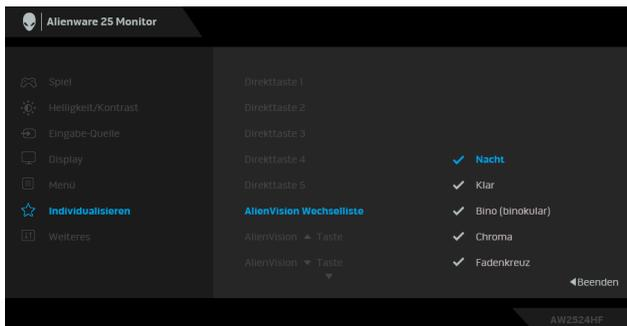 Alienware 25 Monitor
Spiel
Helligkeit/Kontrast
Eingabe-Quelle
Display
Menü
Individualisieren
Weiteres
Direkttaste 1
Direkttaste 2
Direkttaste 3
Direkttaste 4
Direkttaste 5
AlienVision Wechselliste
AlienVision ▲ Taste
AlienVision ▼ Taste
Nacht
Klar
Bino (binokular)
Chroma
Fadenkreuz
Beenden
AW2524HF